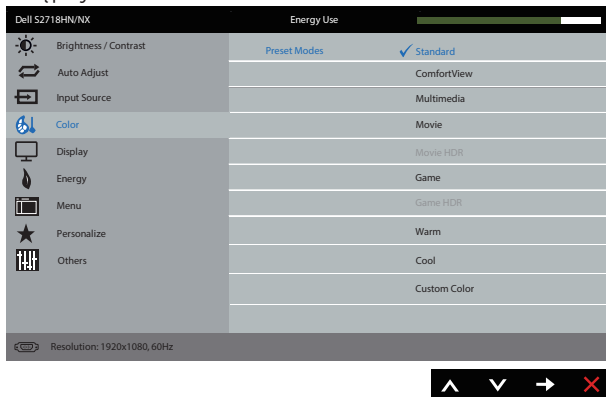 Dell S2718HN/NX
Energy Use
Brightness / Contrast
Auto Adjust
Input Source
Color
Display
Energy
Menu
Personalize
Others
Preset Modes
Standard
ComfortView
Multimedia
Movie
Movie HDR
Game
Game HDR
Warm
Cool
Custom Color
Resolution: 1920x1080, 60Hz